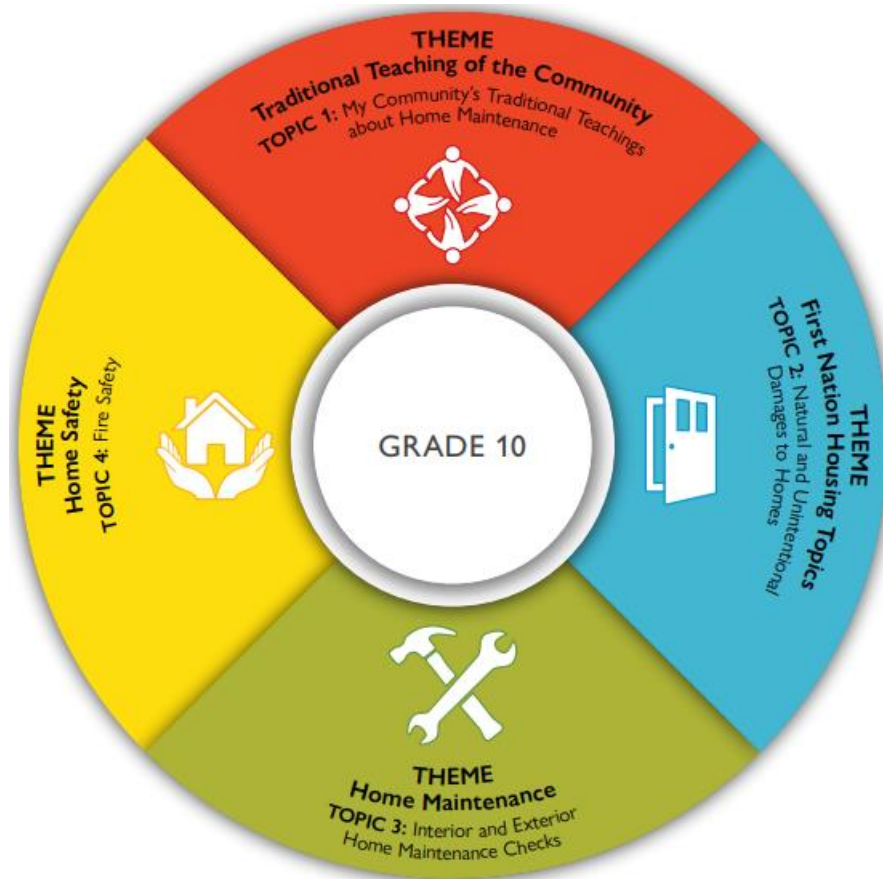 THEME
Traditional Teaching of the Community
TOPIC 1: My Community's Traditional Teachings
about Home Maintenance
THEME
First Nation Housing Topics
TOPIC 2: Natural and Unintentional
Damages to Homes
THEME
Home Maintenance
TOPIC 3: Interior and Exterior
Home Maintenance Checks
THEME
Home Safety
TOPIC 4: Fire Safety
GRADE 10